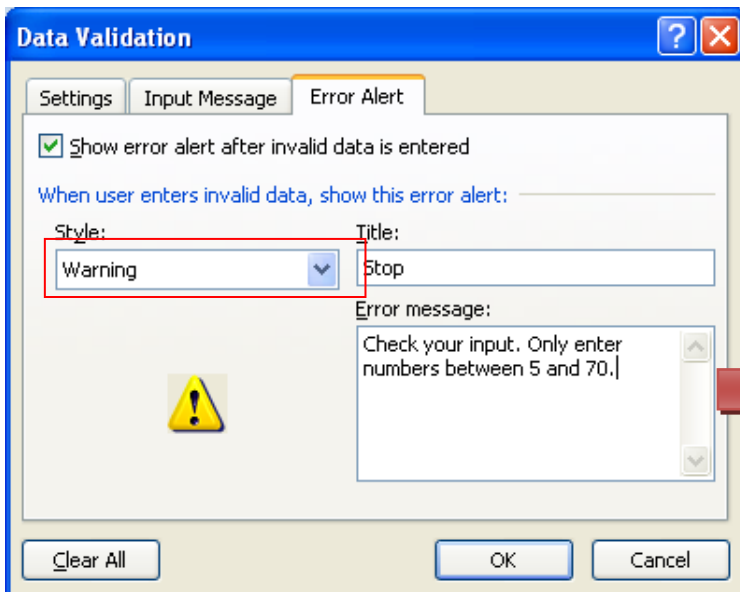 Data Validation
Settings
Input Message
Error Alert
Show error alert after invalid data is entered
When user enters invalid data, show this error alert:
Style:
Title:
Warning
Stop
Error message:
Check your input. Only enter
numbers between 5 and 70.
Clear All
OK
Cancel